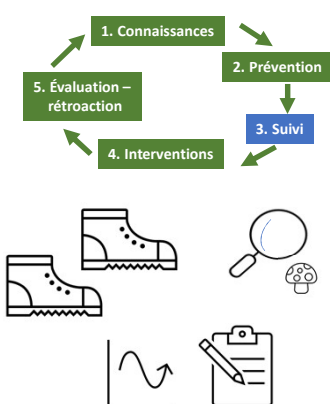 1. Connaissances
2. Prévention
3. Suivi
4. Interventions
5. Évaluation –
rétroaction